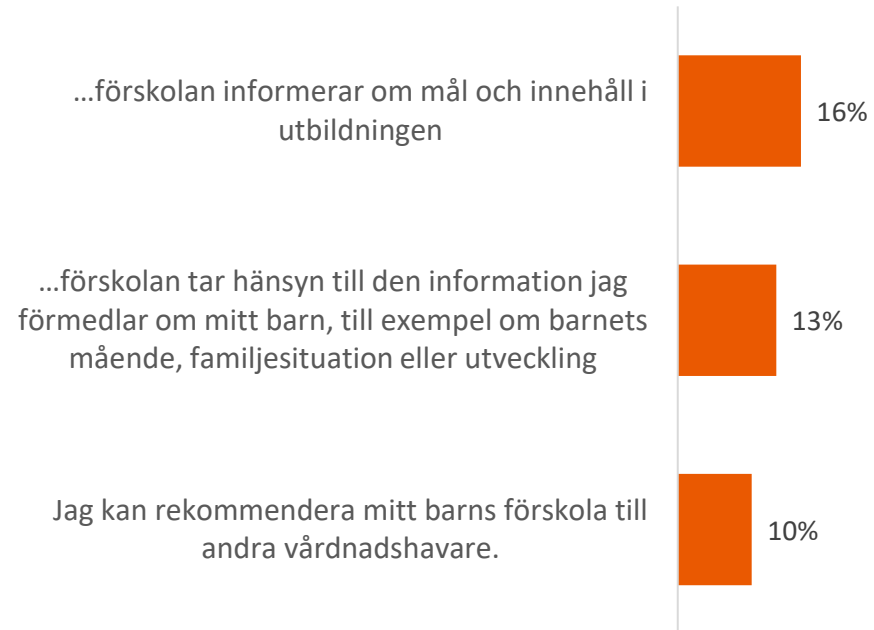 ...förskolan informerar om mål och innehåll i
utbildningen
16%
...förskolan tar hänsyn till den information jag
förmedlar om mitt barn, till exempel om barnets
mående, familjesituation eller utveckling
13%
Jag kan rekommendera mitt barns förskola till
andra vårdnadshavare.
10%